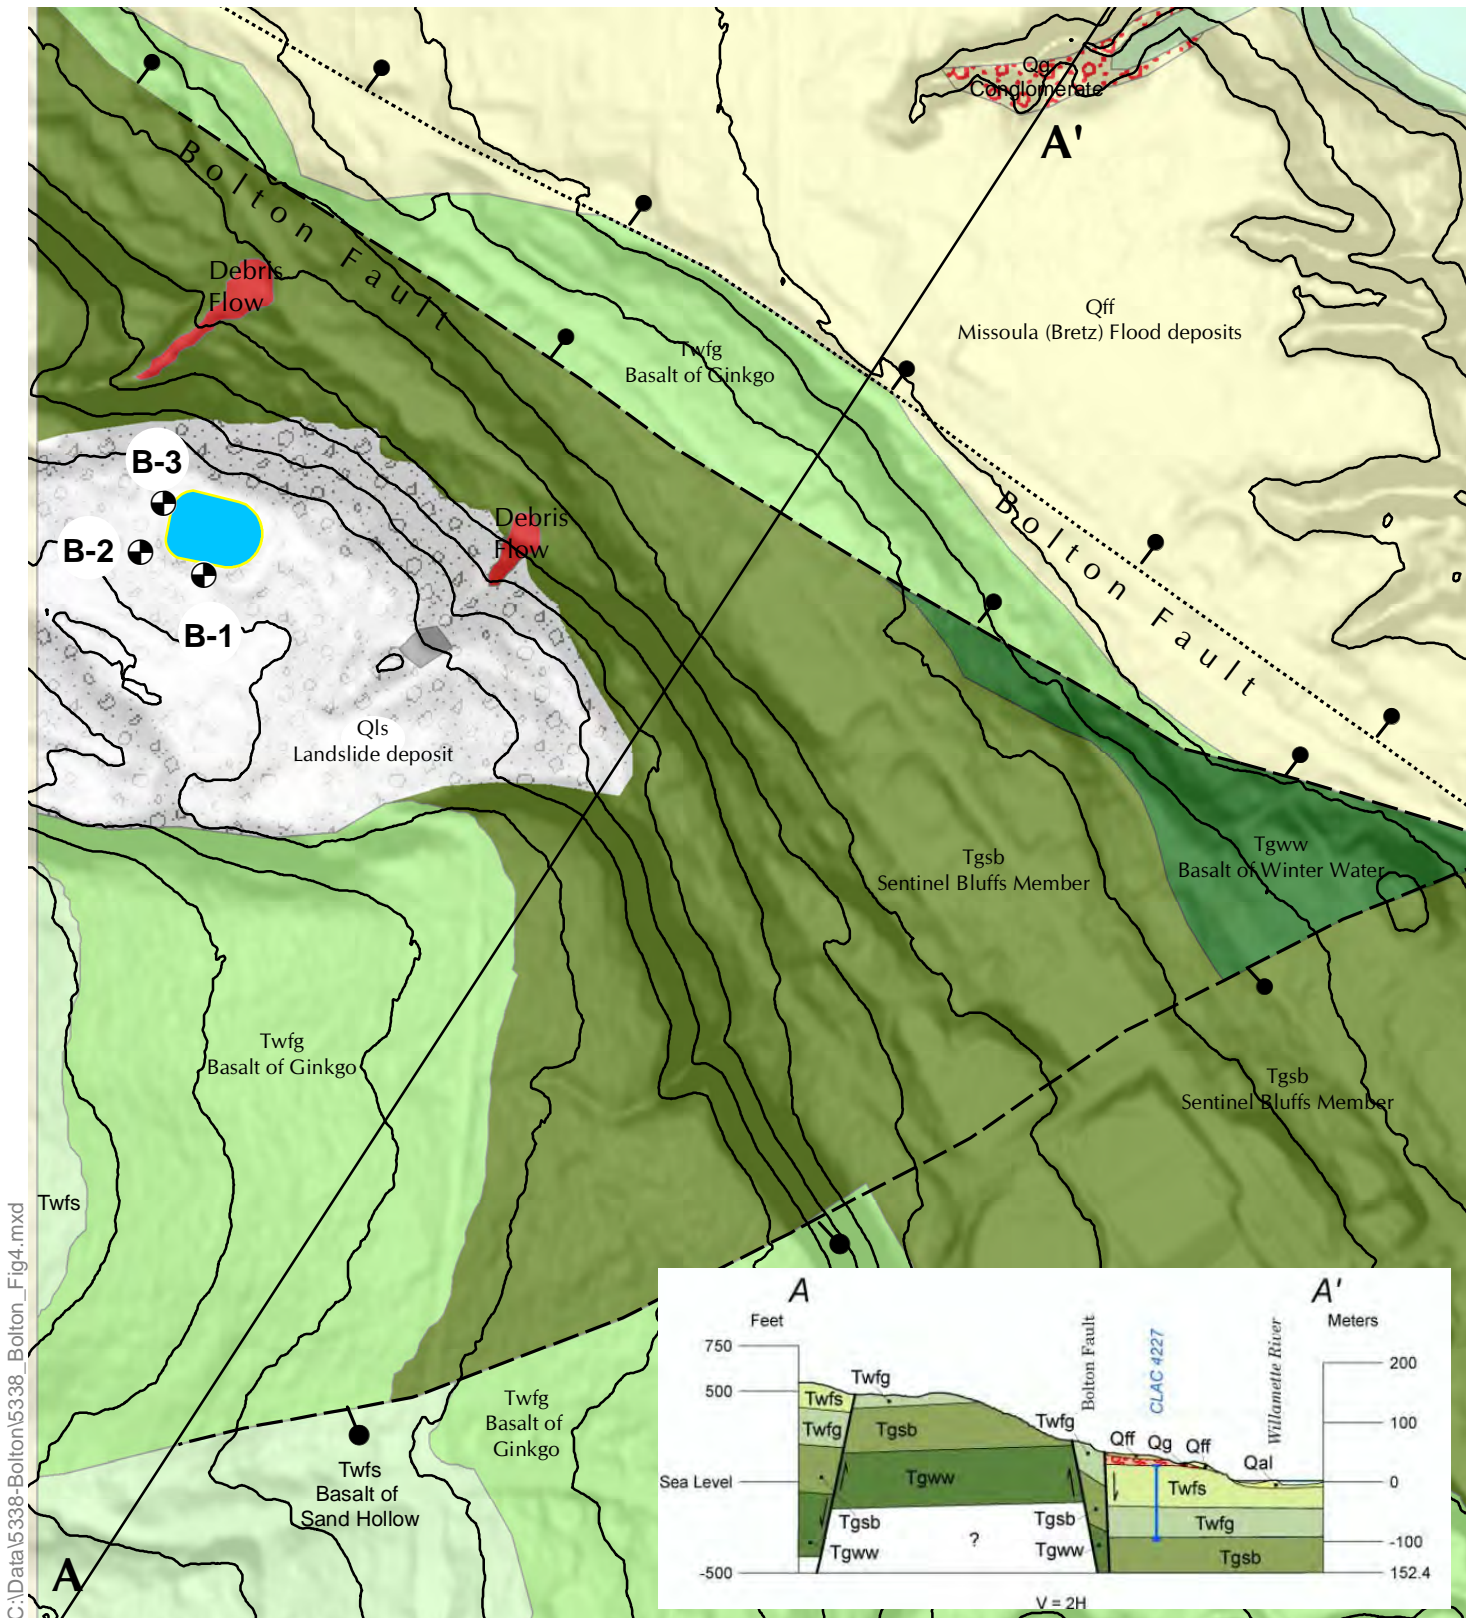 Qg
Conglomerate
A'
Bolton Fault
Debris
Flow
Qff
Missoula (Bretz) Flood deposits
Twfg
Basalt of Ginkgo
B-3
B-2
B-1
Debris
Flow
Bolton Fault
Qls
Landslide deposit
Tgsb
Sentinel Bluffs Member
Tgww
Basalt of Winter Water
Twfg
Basalt of Ginkgo
Tgsb
Sentinel Bluffs Member
Twfs
Twfg
Basalt of
Ginkgo
Twfs
Basalt of
Sand Hollow
A
C:\Data\5338-Bolton\5338_Bolton_Fig4.mxd
A
A'
Feet
Bolton Fault
CLAC 4227
Willamette River
Meters
750
500
Sea Level
-500
200
100
0
-100
152.4
Twfs
Twfg
Twfg
Tgsb
Tgww
Tgsb
Tgww
?
Twfg
Tgsb
Tgww
Qff
Qg
Qff
Qal
Twfs
Twfg
Tgsb
V = 2H